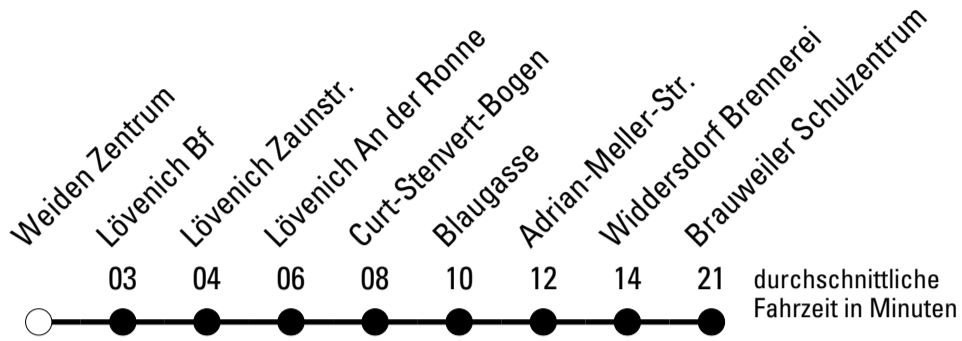 Weiden Zentrum
Lövenich Bf
Lövenich Zaunstr.
Lövenich An der Ronne
Curt-Stenvert-Bogen
Blaugasse
Adrian-Meller-Str.
Widdersdorf Brennerei
Brauweiler Schulzentrum
03 04 06 08 10 12 14 21
durchschnittliche
Fahrzeit in Minuten